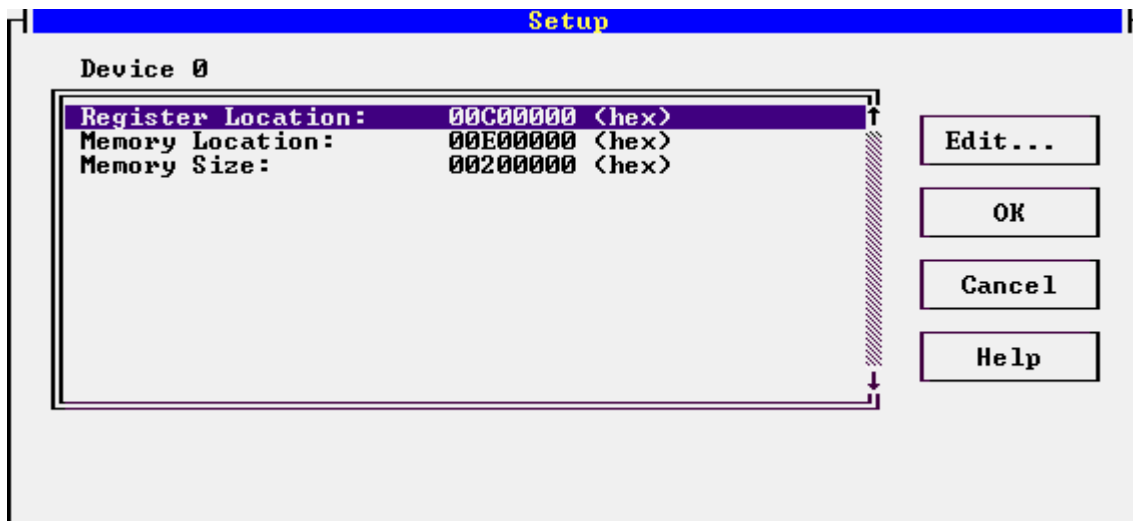 Setup
Device 0
Register Location: 00C00000 (hex)
Memory Location: 00E00000 (hex)
Memory Size: 00200000 (hex)
Edit...
OK
Cancel
Help